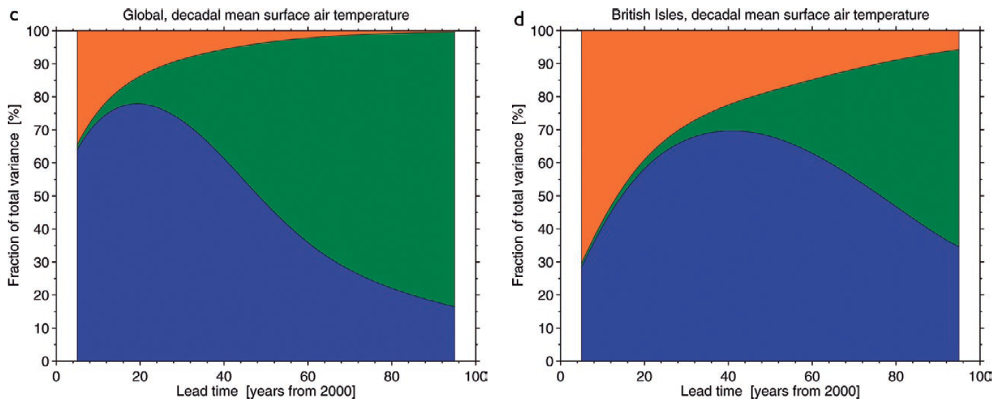 c
Global, decadal mean surface air temperature
100
90
80
70
60
50
40
30
20
10
0
Fraction of total variance [%]
0 20 40 60 80 100
Lead time [years from 2000]
d
British Isles, decadal mean surface air temperature
100
90
80
70
60
50
40
30
20
10
0
Fraction of total variance [%]
0 20 40 60 80 100
Lead time [years from 2000]